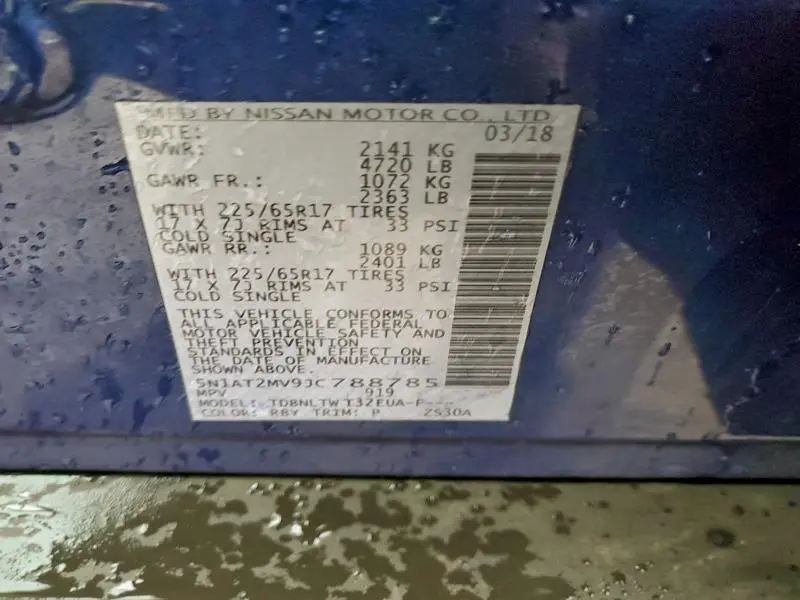 MFD BY NISSAN MOTOR CO., LTD
DATE: 03/18
GVWR: 2141 KG
4720 LB
GAWR FR.: 1072 KG
2363 LB
WITH 225/65R17 TIRES
17 X 7J RIMS AT 33 PSI
COLD SINGLE
GAWR RR.: 1089 KG
2401 LB
WITH 225/65R17 TIRES
17 X 7J RIMS AT 33 PSI
COLD SINGLE
THIS VEHICLE CONFORMS TO
ALL APPLICABLE FEDERAL
MOTOR VEHICLE SAFETY AND
THEFT PREVENTION
STANDARDS IN EFFECT ON
THE DATE OF MANUFACTURE
SHOWN ABOVE.
5N1AT2MV9JC788785
MPV 919
MODEL: TDBNLTWT32EUA-P---
COLOR: RBY TRIM: P ZS30A